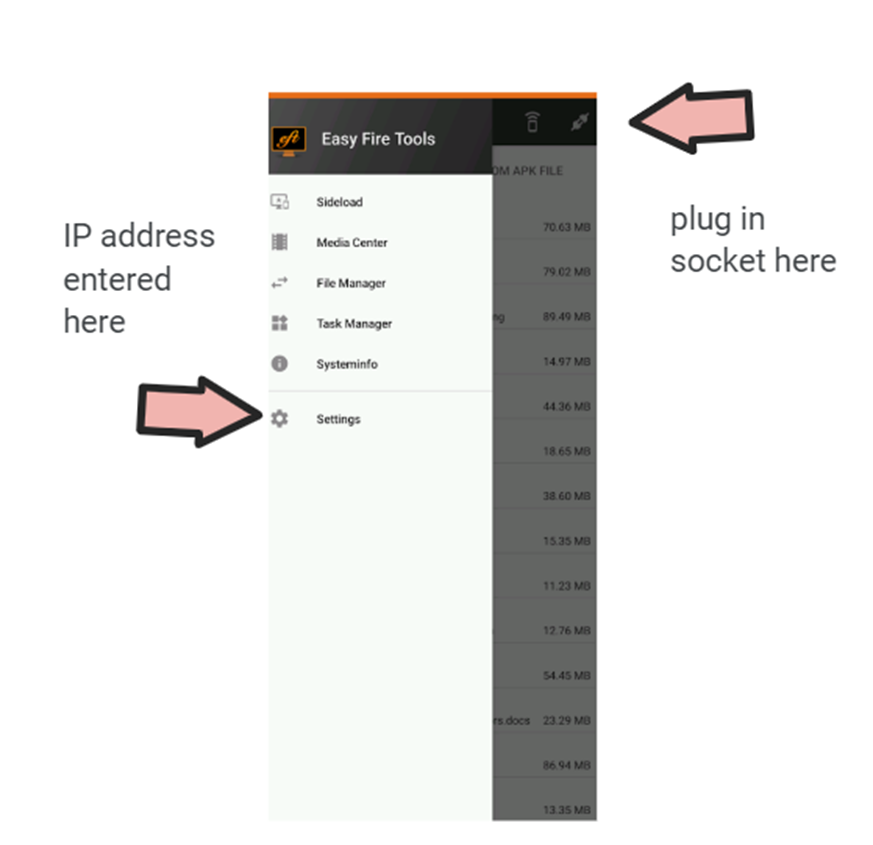 eft
Easy Fire Tools
OM APK FILE
Sideload
Media Center
File Manager
Task Manager
Systeminfo
Settings
70.63 MB
79.02 MB
ng 89.49 MB
14.97 MB
44.36 MB
18.65 MB
38.60 MB
15.35 MB
11.23 MB
12.76 MB
54.45 MB
rs.docs 23.29 MB
86.94 MB
13.35 MB
IP address
entered
here
plug in
socket here